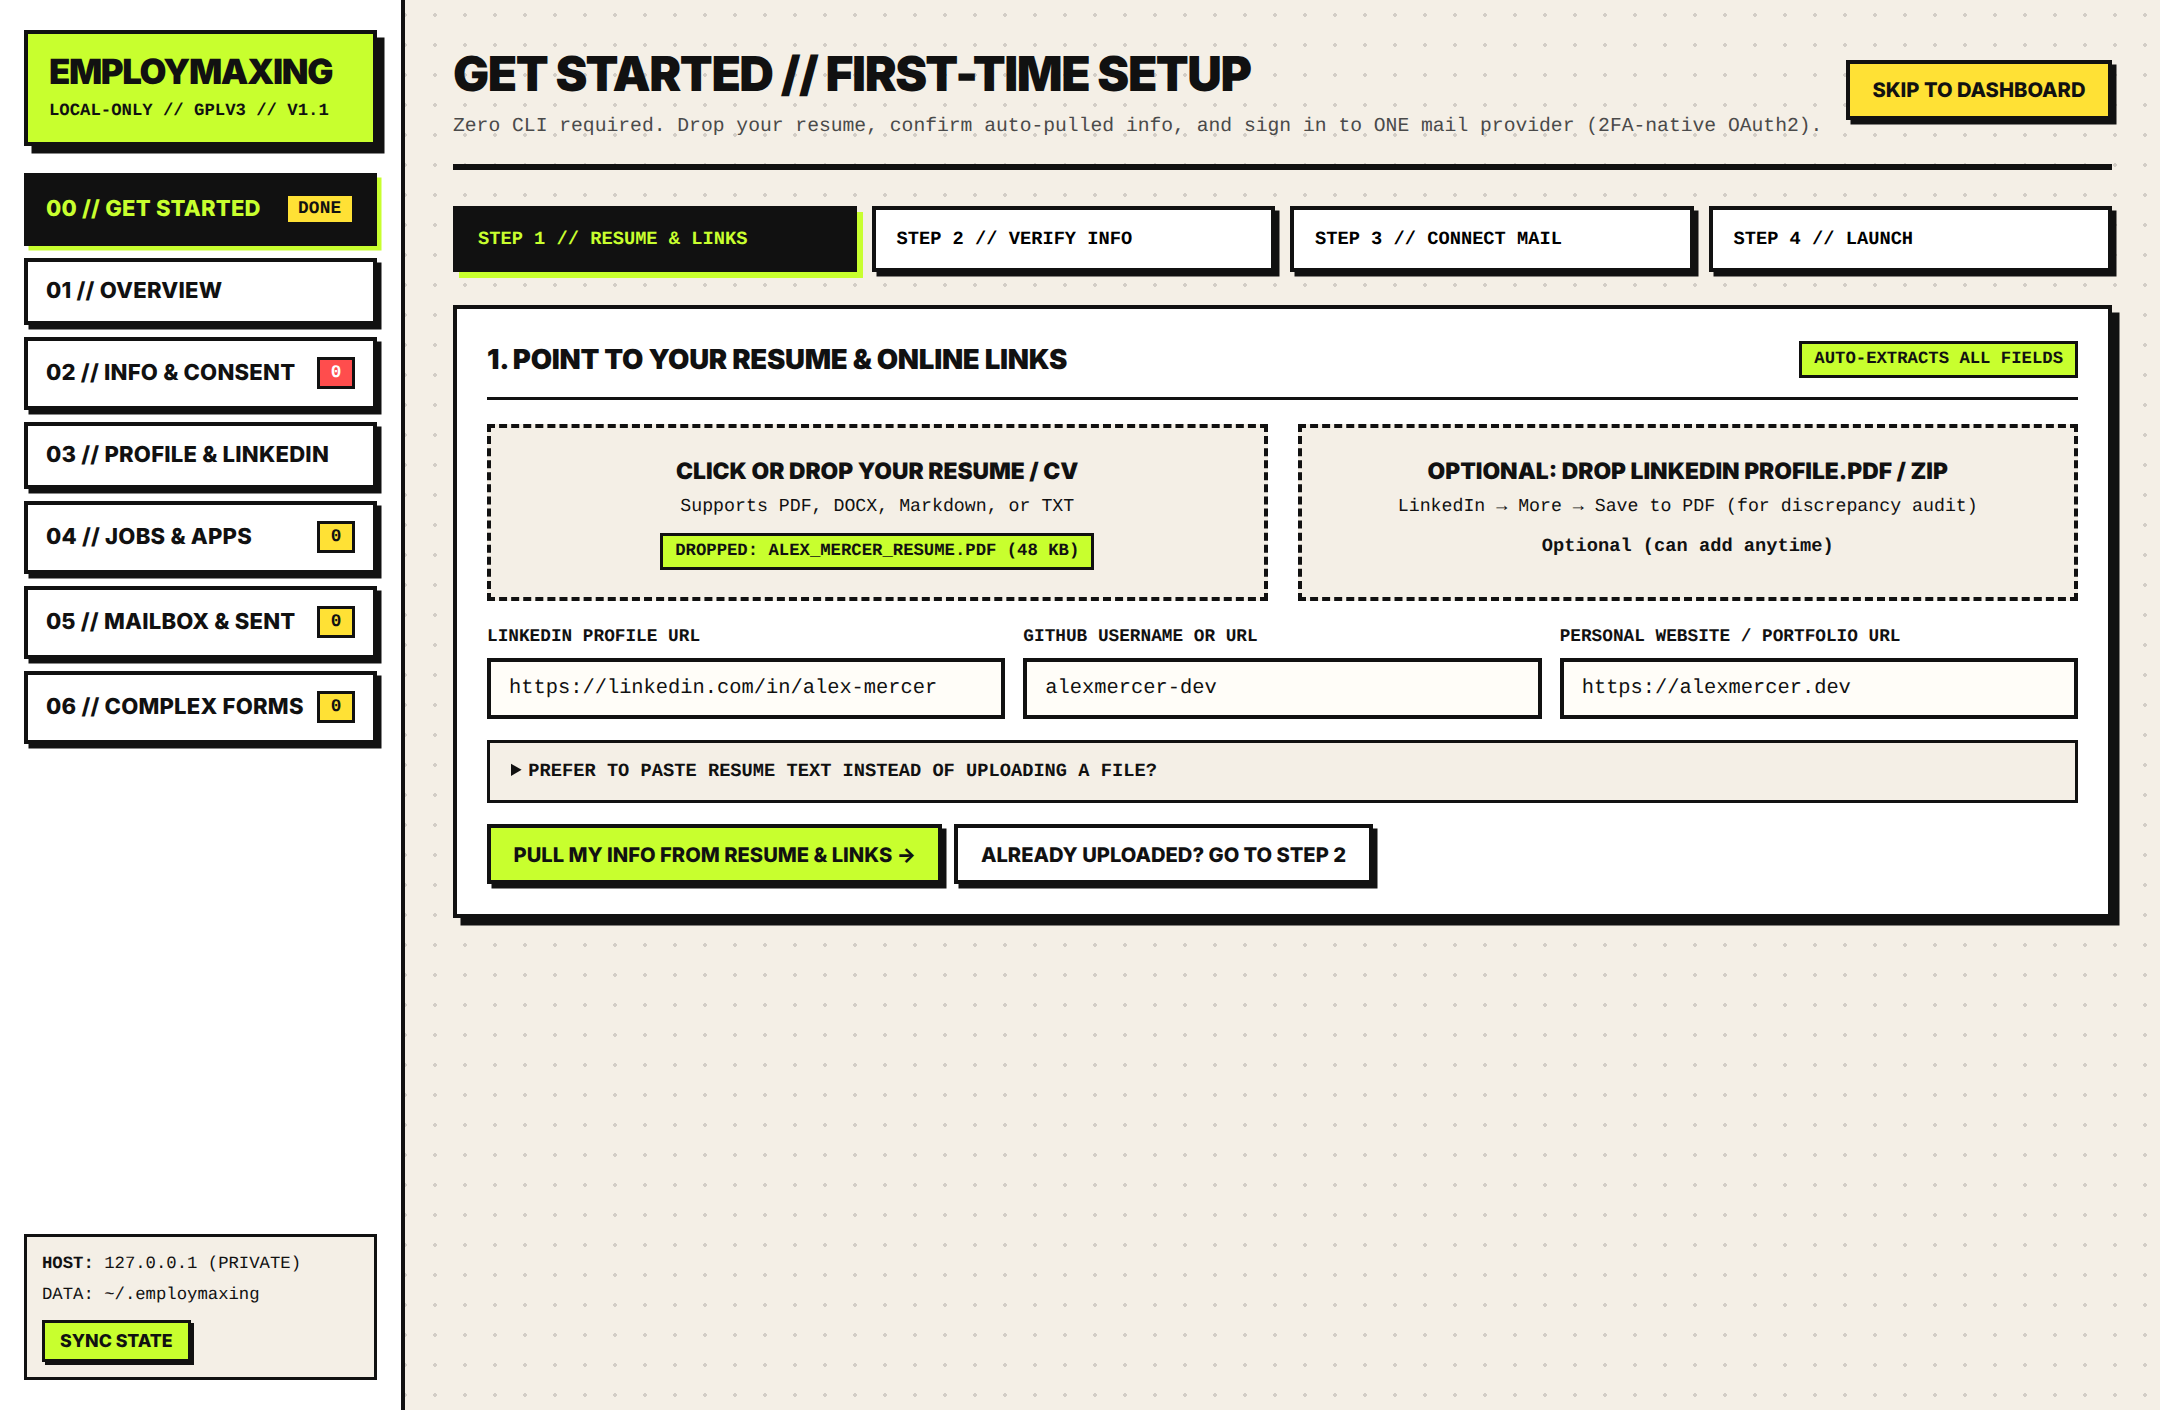 EMPLOYMAXING
LOCAL-ONLY // GPLV3 // V1.1
00 // GET STARTED DONE
01 // OVERVIEW
02 // INFO & CONSENT 0
03 // PROFILE & LINKEDIN
04 // JOBS & APPS 0
05 // MAILBOX & SENT 0
06 // COMPLEX FORMS 0
HOST: 127.0.0.1 (PRIVATE)
DATA: ~/.employmaxing
SYNC STATE
GET STARTED // FIRST-TIME SETUP
Zero CLI required. Drop your resume, confirm auto-pulled info, and sign in to ONE mail provider (2FA-native OAuth2).
SKIP TO DASHBOARD
STEP 1 // RESUME & LINKS
STEP 2 // VERIFY INFO
STEP 3 // CONNECT MAIL
STEP 4 // LAUNCH
1. POINT TO YOUR RESUME & ONLINE LINKS
AUTO-EXTRACTS ALL FIELDS
CLICK OR DROP YOUR RESUME / CV
Supports PDF, DOCX, Markdown, or TXT
DROPPED: ALEX_MERCER_RESUME.PDF (48 KB)
OPTIONAL: DROP LINKEDIN PROFILE.PDF / ZIP
LinkedIn → More → Save to PDF (for discrepancy audit)
Optional (can add anytime)
LINKEDIN PROFILE URL
https://linkedin.com/in/alex-mercer
GITHUB USERNAME OR URL
alexmercer-dev
PERSONAL WEBSITE / PORTFOLIO URL
https://alexmercer.dev
▶ PREFER TO PASTE RESUME TEXT INSTEAD OF UPLOADING A FILE?
PULL MY INFO FROM RESUME & LINKS →
ALREADY UPLOADED? GO TO STEP 2